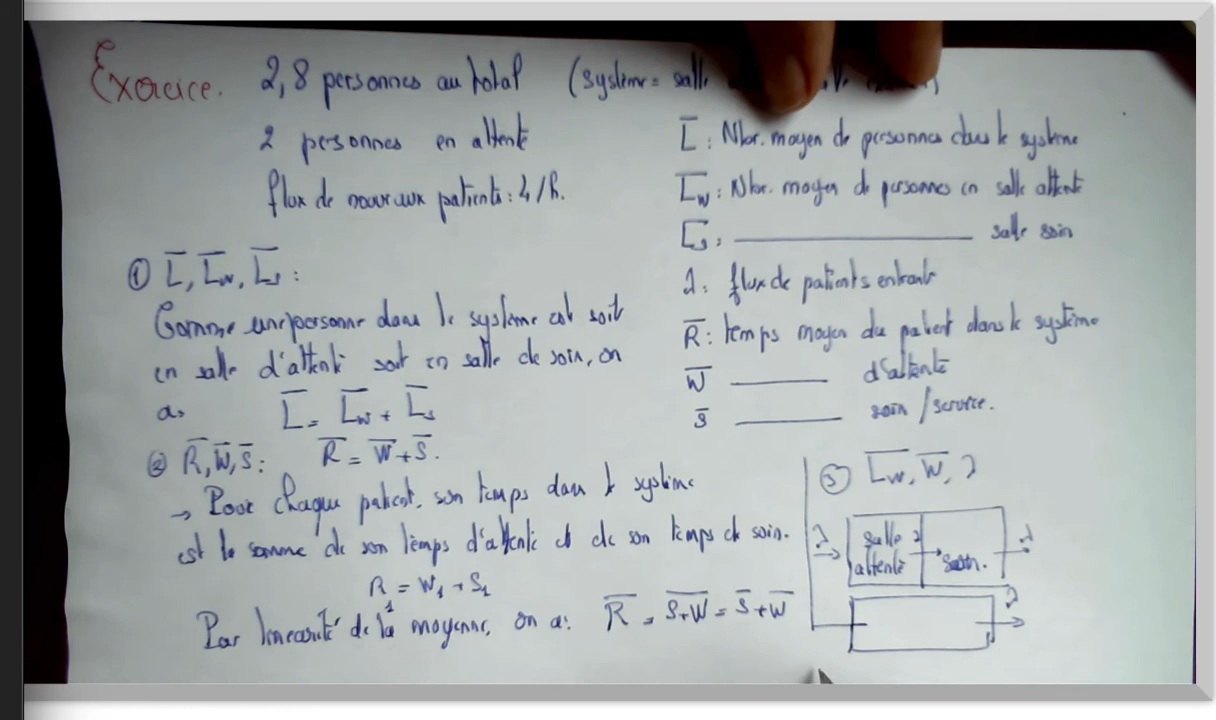 Exercice. 2,8 personnes au total (système = salle
2 personnes en attente
flux de nouveaux patients : 4/h.
L̅ : Nbr. moyen de personnes dans le système
L̅w : Nbr. moyen de personnes en salle attente
L̅s : ———— salle soin
λ : flux de patients entrant
R̅ : temps moyen du patient dans le système
W̅ ———— d'attente
S̅ ———— soin / service.
① L̅, L̅w, L̅s :
Comme une personne dans le système est soit
en salle d'attente soit en salle de soin, on
a : L̅ = L̅w + L̅s
② R̅, W̅, S̅ : R̅ = W̅ + S̅.
→ Pour chaque patient, son temps dans le système
est la somme de son temps d'attente et de son temps de soin.
R₁ = W₁ + S₁
Par linearité de la moyenne, on a : R̅ = S+W̅ = S̅ + W̅
③ L̅w, W̅, λ
λ salle attente λ soin. λ
λ